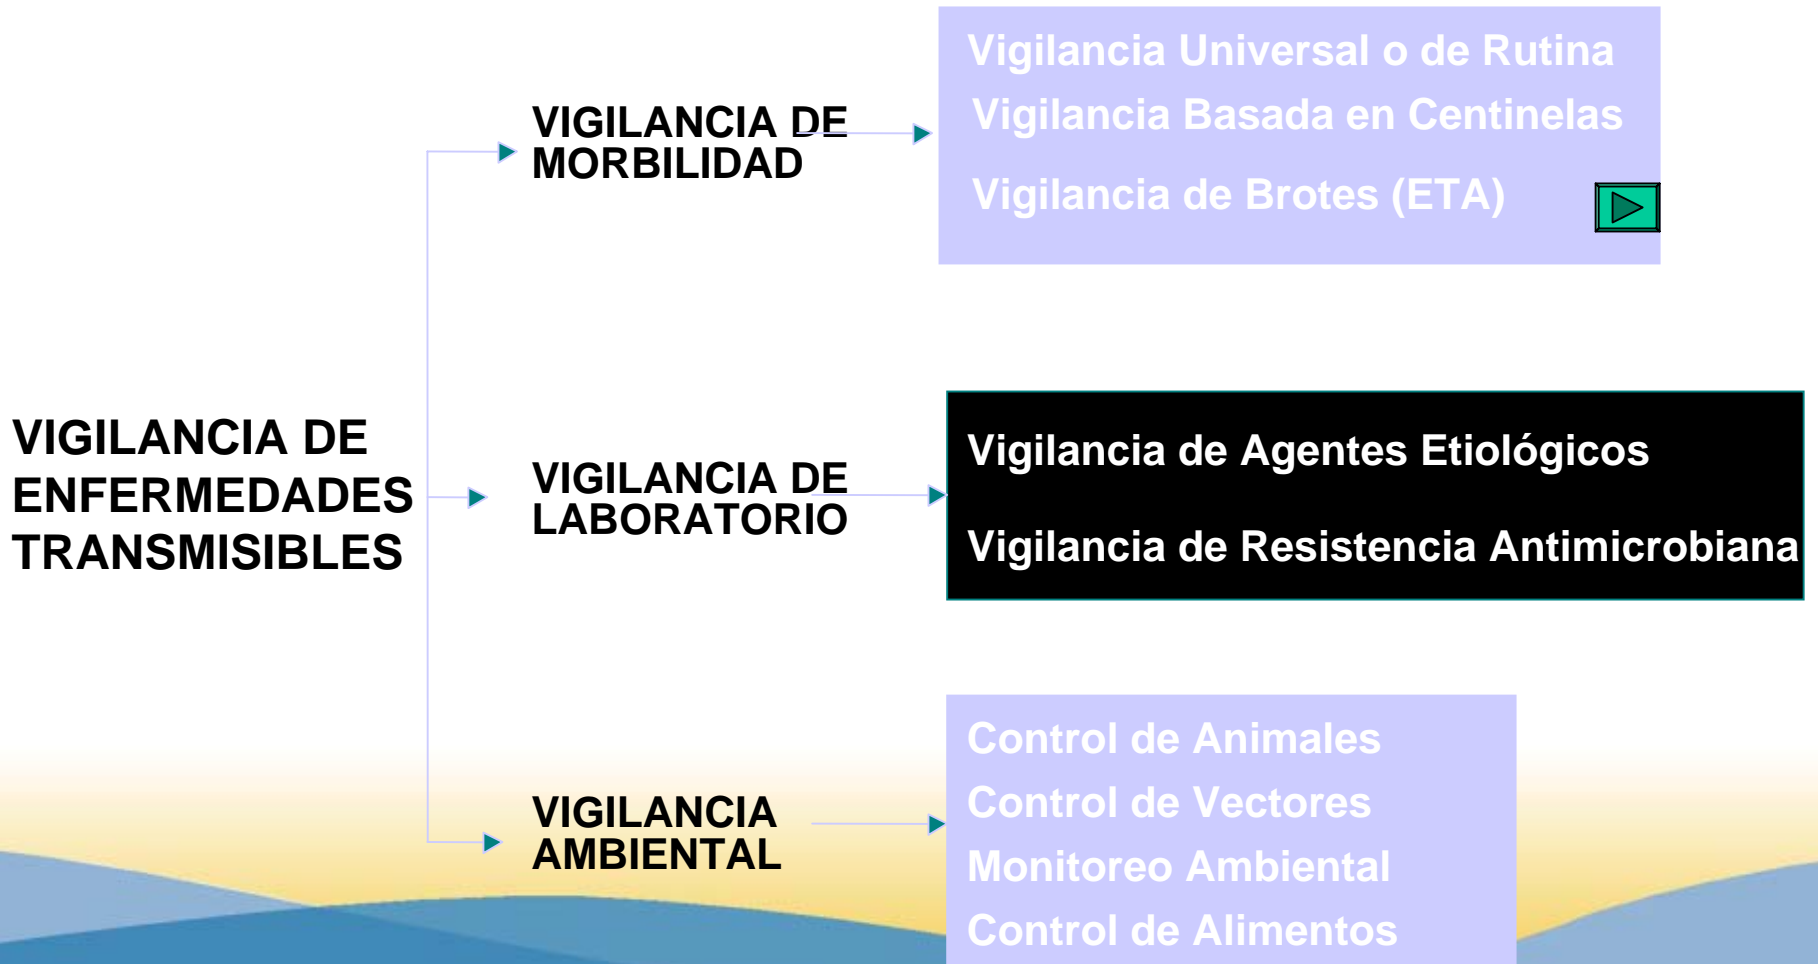 VIGILANCIA DE
ENFERMEDADES
TRANSMISIBLES
VIGILANCIA DE
MORBILIDAD
Vigilancia Universal o de Rutina
Vigilancia Basada en Centinelas
Vigilancia de Brotes (ETA)
VIGILANCIA DE
LABORATORIO
Vigilancia de Agentes Etiológicos
Vigilancia de Resistencia Antimicrobiana
VIGILANCIA
AMBIENTAL
Control de Animales
Control de Vectores
Monitoreo Ambiental
Control de Alimentos